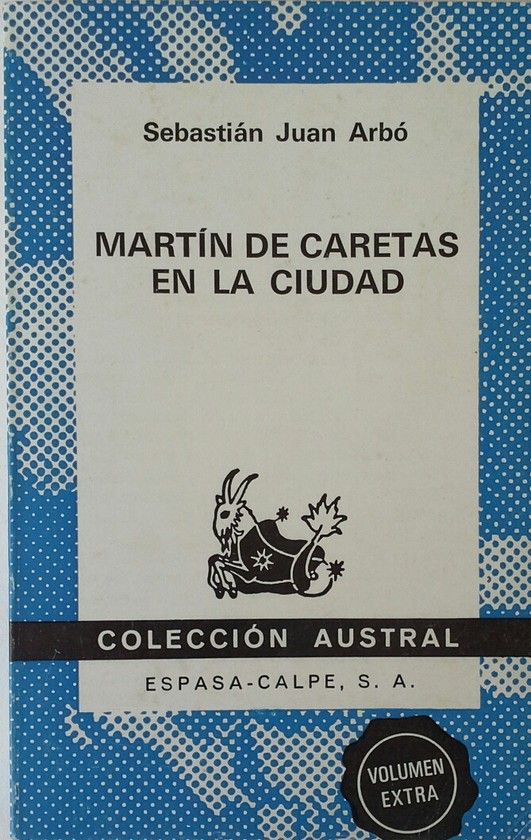 Sebastián Juan Arbó
MARTÍN DE CARETAS
EN LA CIUDAD
COLECCIÓN AUSTRAL
ESPASA-CALPE, S. A.
VOLUMEN
EXTRA